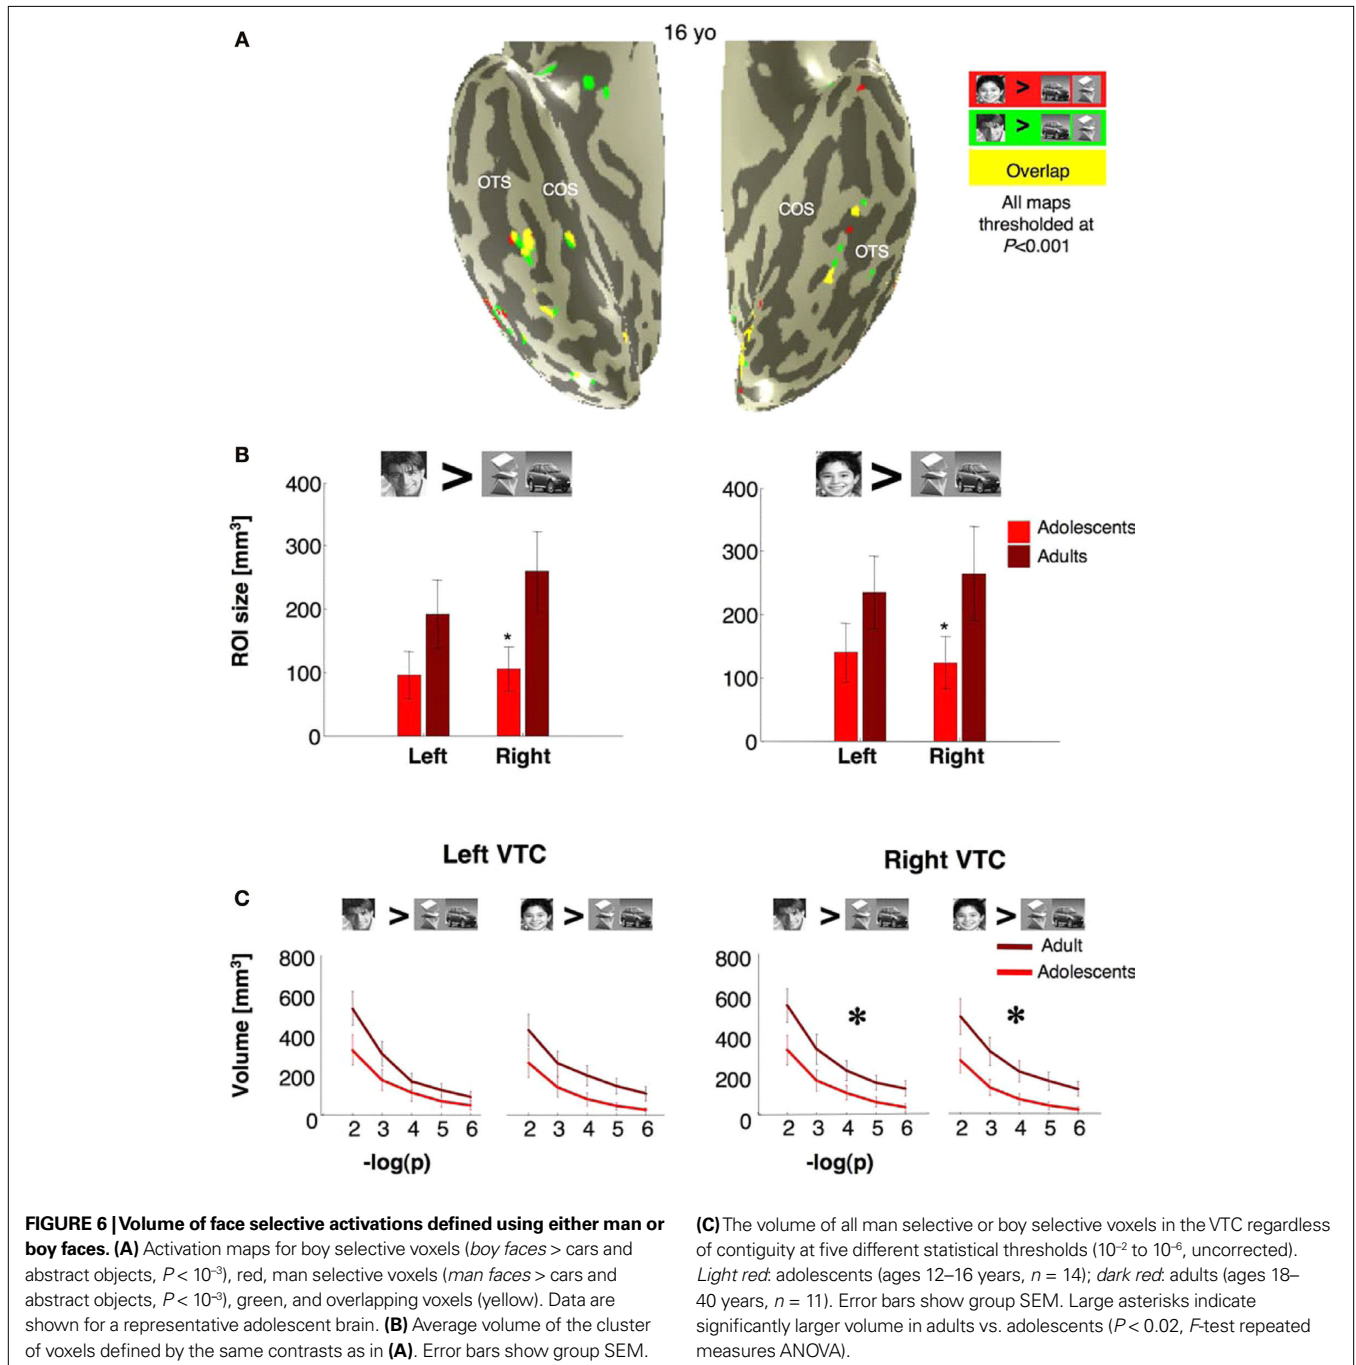 A
16 yo
OTS
COS
COS
OTS
>
>
Overlap
All maps
thresholded at
P<0.001
B
>
400
300
200
100
0
ROI size [mm³]
*
Left
Right
>
400
300
200
100
0
*
Left
Right
Adolescents
Adults
Left VTC
Right VTC
C
>
>
>
>
Adult
Adolescents
Volume [mm³]
800
600
400
200
0
2 3 4 5 6
2 3 4 5 6
-log(p)
800
600
400
200
0
*
*
2 3 4 5 6
2 3 4 5 6
-log(p)
FIGURE 6 | Volume of face selective activations defined using either man or
boy faces. (A) Activation maps for boy selective voxels (boy faces > cars and
abstract objects, P < 10⁻³), red, man selective voxels (man faces > cars and
abstract objects, P < 10⁻³), green, and overlapping voxels (yellow). Data are
shown for a representative adolescent brain. (B) Average volume of the cluster
of voxels defined by the same contrasts as in (A). Error bars show group SEM.
(C) The volume of all man selective or boy selective voxels in the VTC regardless
of contiguity at five different statistical thresholds (10⁻² to 10⁻⁶, uncorrected).
Light red: adolescents (ages 12–16 years, n = 14); dark red: adults (ages 18–
40 years, n = 11). Error bars show group SEM. Large asterisks indicate
significantly larger volume in adults vs. adolescents (P < 0.02, F-test repeated
measures ANOVA).